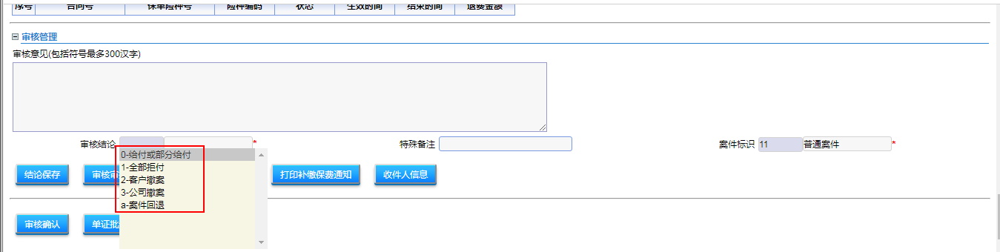 序号 合同号 保单险种号 险种编码 状态 生效时间 结束时间 退费金额
审核管理
审核意见(包括符号最多300汉字)
审核结论 * 特殊备注 案件标识 11 普通案件 *
0-给付或部分给付
1-全部拒付
2-客户撤案
3-公司撤案
a-案件回退
结论保存 审核 打印补缴保费通知 收件人信息
审核确认 单证批